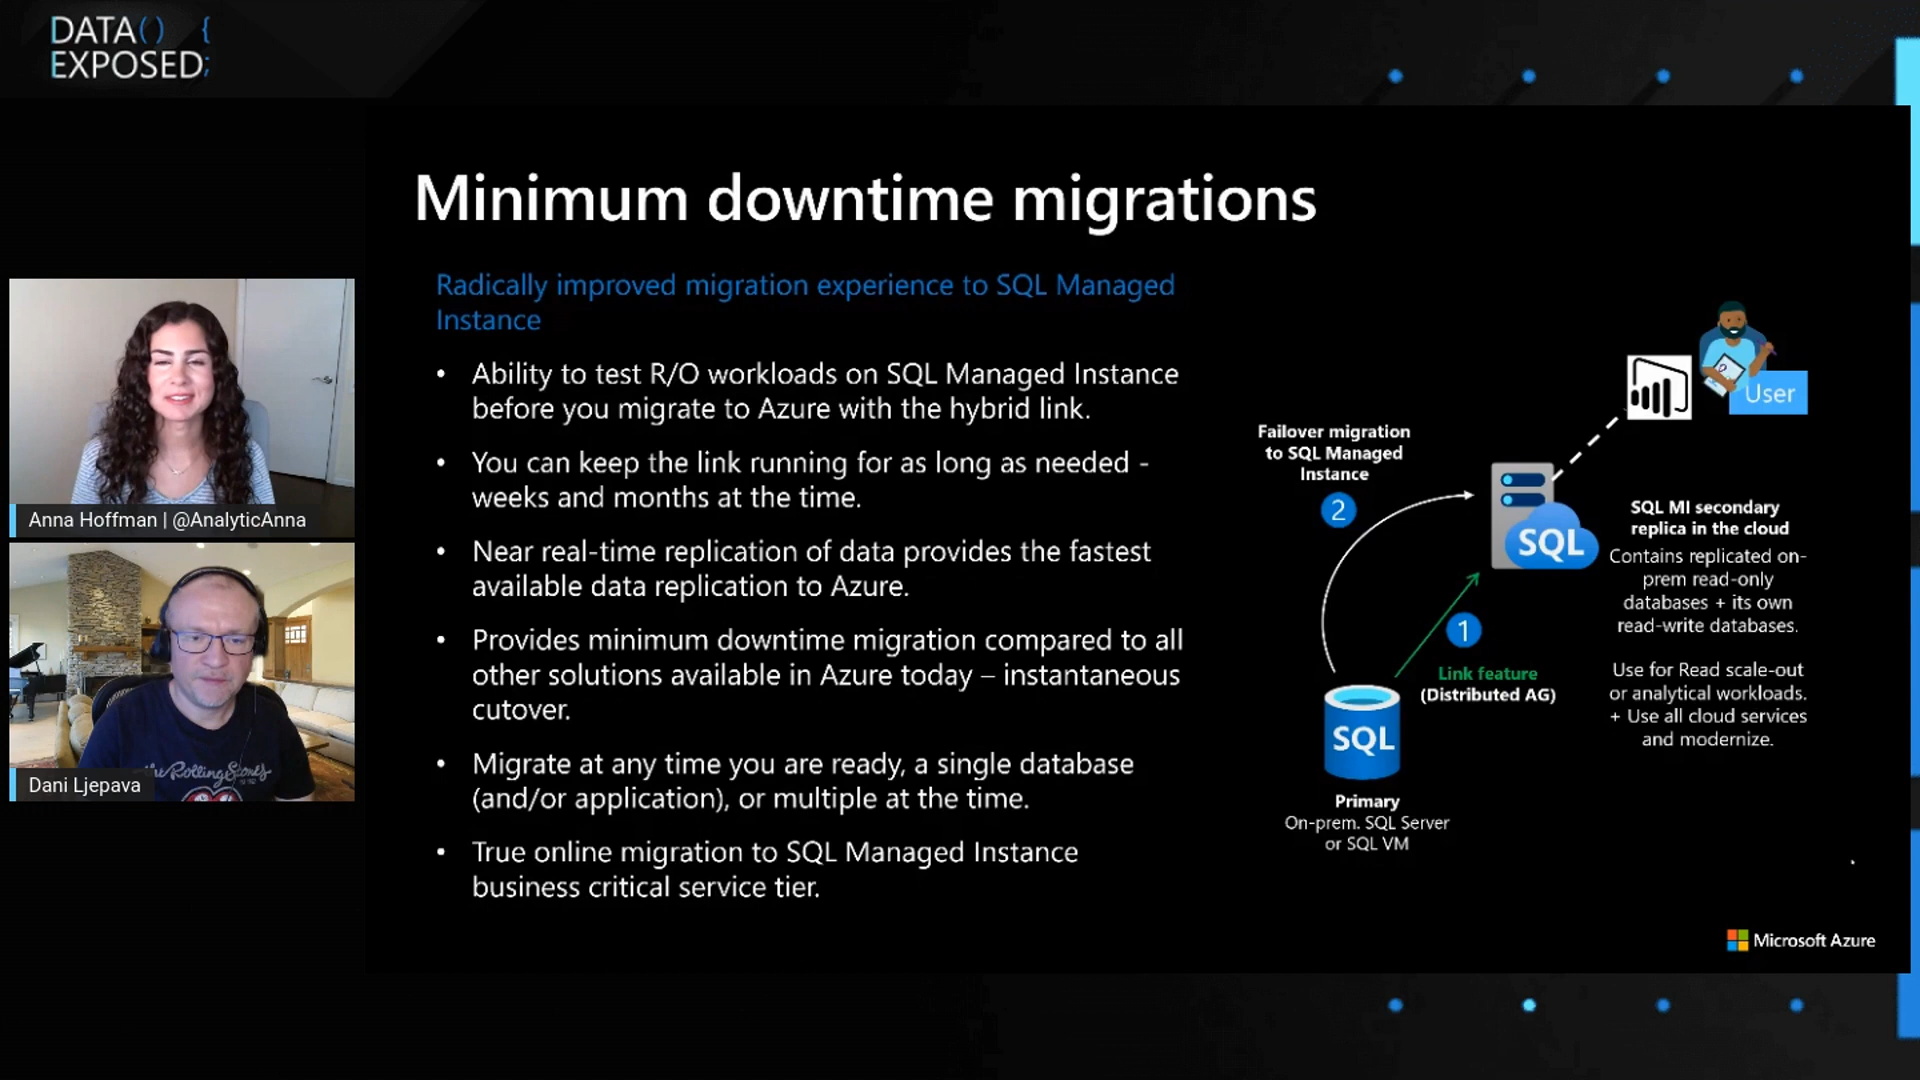 DATA() {
EXPOSED;
Minimum downtime migrations
Radically improved migration experience to SQL Managed
Instance
• Ability to test R/O workloads on SQL Managed Instance
before you migrate to Azure with the hybrid link.
• You can keep the link running for as long as needed -
weeks and months at the time.
• Near real-time replication of data provides the fastest
available data replication to Azure.
• Provides minimum downtime migration compared to all
other solutions available in Azure today – instantaneous
cutover.
• Migrate at any time you are ready, a single database
(and/or application), or multiple at the time.
• True online migration to SQL Managed Instance
business critical service tier.
Anna Hoffman | @AnalyticAnna
the Rolling Stones
Dani Ljepava
User
Failover migration
to SQL Managed
Instance
2
SQL
SQL MI secondary
replica in the cloud
Contains replicated on-
prem read-only
databases + its own
read-write databases.
Use for Read scale-out
or analytical workloads.
+ Use all cloud services
and modernize.
1
Link feature
(Distributed AG)
SQL
Primary
On-prem. SQL Server
or SQL VM
Microsoft Azure